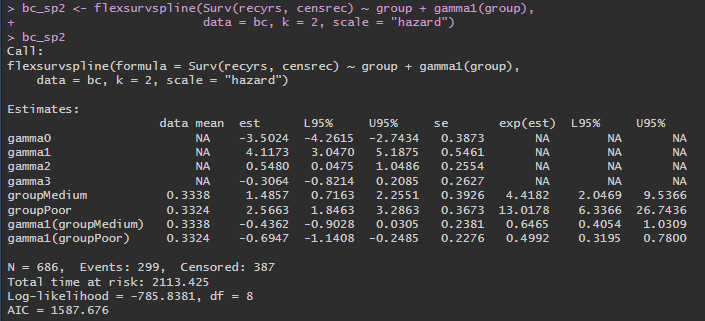 > bc_sp2 <- flexsurvspline(Surv(recyrs, censrec) ~ group + gamma1(group),
+                          data = bc, k = 2, scale = "hazard")
> bc_sp2
Call:
flexsurvspline(formula = Surv(recyrs, censrec) ~ group + gamma1(group),
    data = bc, k = 2, scale = "hazard")
Estimates:
                     data mean  est      L95%     U95%     se       exp(est)  L95%     U95%
gamma0                    NA    -3.5024  -4.2615  -2.7434   0.3873       NA       NA       NA
gamma1                    NA     4.1173   3.0470   5.1875   0.5461       NA       NA       NA
gamma2                    NA     0.5480   0.0475   1.0486   0.2554       NA       NA       NA
gamma3                    NA    -0.3064  -0.8214   0.2085   0.2627       NA       NA       NA
groupMedium           0.3338     1.4857   0.7163   2.2551   0.3926   4.4182   2.0469   9.5366
groupPoor             0.3324     2.5663   1.8463   3.2863   0.3673  13.0178   6.3366  26.7436
gamma1(groupMedium)   0.3338    -0.4362  -0.9028   0.0305   0.2381   0.6465   0.4054   1.0309
gamma1(groupPoor)     0.3324    -0.6947  -1.1408  -0.2485   0.2276   0.4992   0.3195   0.7800
N = 686,  Events: 299,  Censored: 387
Total time at risk: 2113.425
Log-likelihood = -785.8381, df = 8
AIC = 1587.676